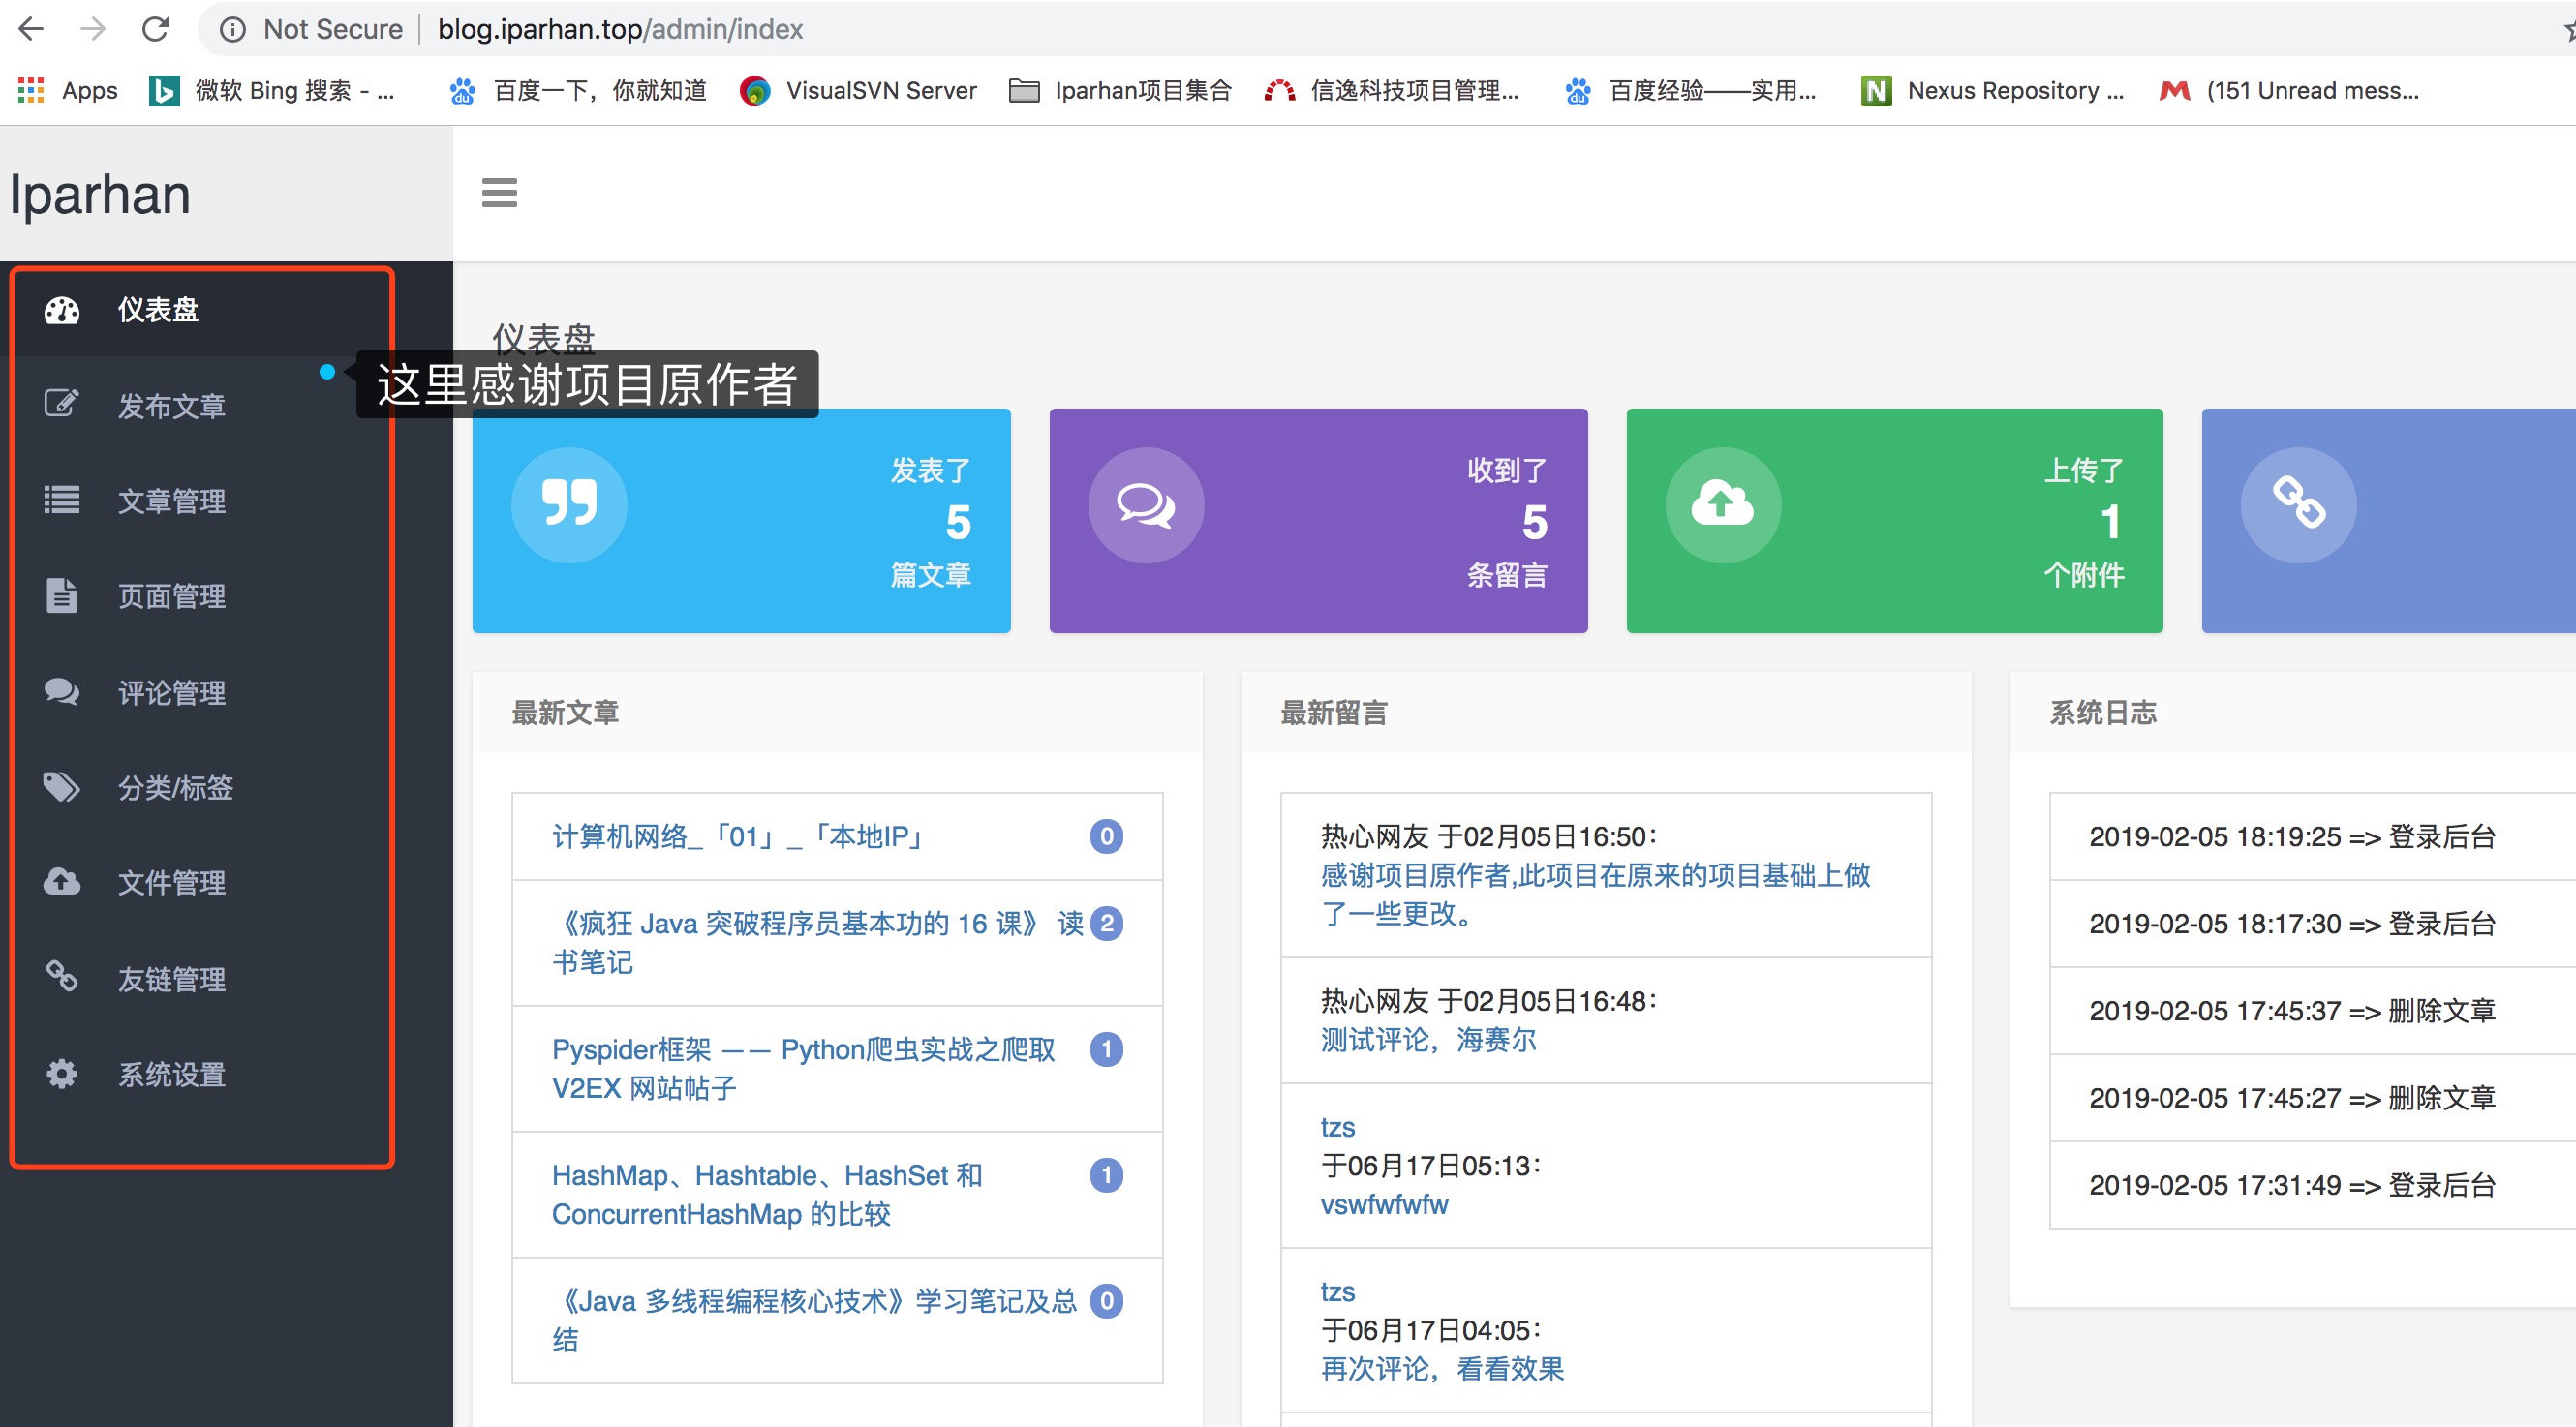 Not Secure
blog.iparhan.top/admin/index
Apps
微软 Bing 搜索 - ...
百度一下，你就知道
VisualSVN Server
Iparhan项目集合
信逸科技项目管理...
百度经验——实用...
Nexus Repository ...
(151 Unread mess...
Iparhan
仪表盘
发布文章
文章管理
页面管理
评论管理
分类/标签
文件管理
友链管理
系统设置
这里感谢项目原作者
仪表盘
发表了
5
篇文章
收到了
5
条留言
上传了
1
个附件
最新文章
计算机网络_「01」_「本地IP」 0
《疯狂 Java 突破程序员基本功的 16 课》 读 2
书笔记
Pyspider框架 —— Python爬虫实战之爬取 1
V2EX 网站帖子
HashMap、Hashtable、HashSet 和 1
ConcurrentHashMap 的比较
《Java 多线程编程核心技术》学习笔记及总 0
结
最新留言
热心网友 于02月05日16:50：
感谢项目原作者,此项目在原来的项目基础上做
了一些更改。
热心网友 于02月05日16:48：
测试评论，海赛尔
tzs
于06月17日05:13：
vswfwfwfw
tzs
于06月17日04:05：
再次评论，看看效果
系统日志
2019-02-05 18:19:25 => 登录后台
2019-02-05 18:17:30 => 登录后台
2019-02-05 17:45:37 => 删除文章
2019-02-05 17:45:27 => 删除文章
2019-02-05 17:31:49 => 登录后台